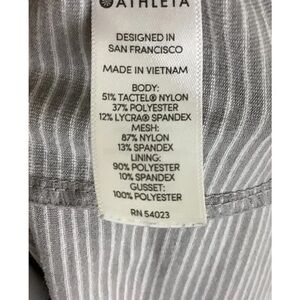 ATHLETA
DESIGNED IN
SAN FRANCISCO
MADE IN VIETNAM
BODY:
51% TACTEL® NYLON
37% POLYESTER
12% LYCRA® SPANDEX
MESH:
87% NYLON
13% SPANDEX
LINING:
90% POLYESTER
10% SPANDEX
GUSSET:
100% POLYESTER
RN 54023